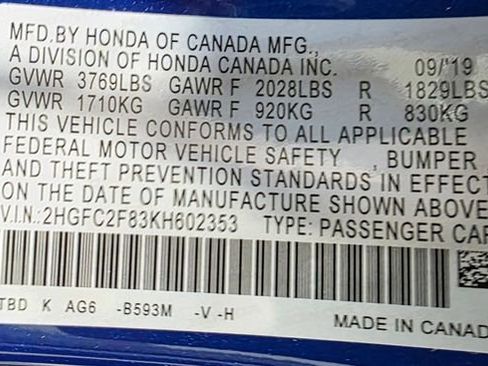 MFD.BY HONDA OF CANADA MFG.,
A DIVISION OF HONDA CANADA INC. 09/'19
GVWR 3769LBS GAWR F 2028LBS R 1829LBS
GVWR 1710KG GAWR F 920KG R 830KG
THIS VEHICLE CONFORMS TO ALL APPLICABLE
FEDERAL MOTOR VEHICLE SAFETY , BUMPER
AND THEFT PREVENTION STANDARDS IN EFFECT
ON THE DATE OF MANUFACTURE SHOWN ABOVE
V.I.N.:2HGFC2F83KH602353 TYPE: PASSENGER CAR
TBD K AG6 -B593M -V -H
MADE IN CANAD